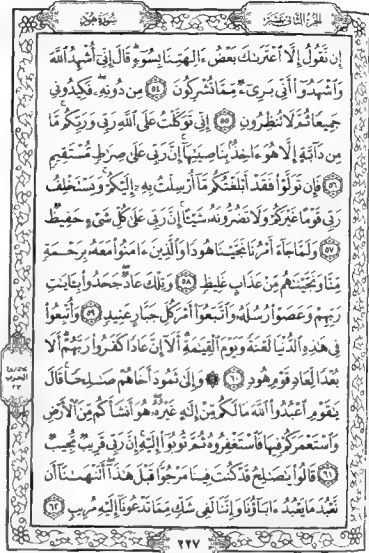 الجزء الثانى عشر
سورة هود
إِن نَّقُولُ إِلَّا ٱعْتَرَىٰكَ بَعْضُ ءَالِهَتِنَا بِسُوٓءٍ قَالَ إِنِّىٓ أُشْهِدُ ٱللَّهَ
وَٱشْهَدُوٓا۟ أَنِّى بَرِىٓءٌ مِّمَّا تُشْرِكُونَ ٥٤ مِن دُونِهِۦ فَكِيدُونِى
جَمِيعًا ثُمَّ لَا تُنظِرُونِ ٥٥ إِنِّى تَوَكَّلْتُ عَلَى ٱللَّهِ رَبِّى وَرَبِّكُم مَّا
مِن دَآبَّةٍ إِلَّا هُوَ ءَاخِذٌۢ بِنَاصِيَتِهَآ إِنَّ رَبِّى عَلَىٰ صِرَٰطٍ مُّسْتَقِيمٍ
٥٦ فَإِن تَوَلَّوْا۟ فَقَدْ أَبْلَغْتُكُم مَّآ أُرْسِلْتُ بِهِۦٓ إِلَيْكُمْ وَيَسْتَخْلِفُ
رَبِّى قَوْمًا غَيْرَكُمْ وَلَا تَضُرُّونَهُۥ شَيْـًٔا إِنَّ رَبِّى عَلَىٰ كُلِّ شَىْءٍ حَفِيظٌ
٥٧ وَلَمَّا جَآءَ أَمْرُنَا نَجَّيْنَا هُودًا وَٱلَّذِينَ ءَامَنُوا۟ مَعَهُۥ بِرَحْمَةٍ
مِّنَّا وَنَجَّيْنَٰهُم مِّنْ عَذَابٍ غَلِيظٍ ٥٨ وَتِلْكَ عَادٌ جَحَدُوا۟ بِـَٔايَٰتِ
رَبِّهِمْ وَعَصَوْا۟ رُسُلَهُۥ وَٱتَّبَعُوٓا۟ أَمْرَ كُلِّ جَبَّارٍ عَنِيدٍ ٥٩ وَأُتْبِعُوا۟
فِى هَٰذِهِ ٱلدُّنْيَا لَعْنَةً وَيَوْمَ ٱلْقِيَٰمَةِ أَلَآ إِنَّ عَادًا كَفَرُوا۟ رَبَّهُمْ أَلَا
بُعْدًا لِّعَادٍ قَوْمِ هُودٍ ٦٠ ۞ وَإِلَىٰ ثَمُودَ أَخَاهُمْ صَٰلِحًا قَالَ
يَٰقَوْمِ ٱعْبُدُوا۟ ٱللَّهَ مَا لَكُم مِّنْ إِلَٰهٍ غَيْرُهُۥ هُوَ أَنشَأَكُم مِّنَ ٱلْأَرْضِ
وَٱسْتَعْمَرَكُمْ فِيهَا فَٱسْتَغْفِرُوهُ ثُمَّ تُوبُوٓا۟ إِلَيْهِ إِنَّ رَبِّى قَرِيبٌ مُّجِيبٌ
٦١ قَالُوا۟ يَٰصَٰلِحُ قَدْ كُنتَ فِينَا مَرْجُوًّا قَبْلَ هَٰذَآ أَتَنْهَىٰنَآ أَن
نَّعْبُدَ مَا يَعْبُدُ ءَابَآؤُنَا وَإِنَّنَا لَفِى شَكٍّ مِّمَّا تَدْعُونَآ إِلَيْهِ مُرِيبٍ ٦٢
الحزب
٢٣
٢٢٧